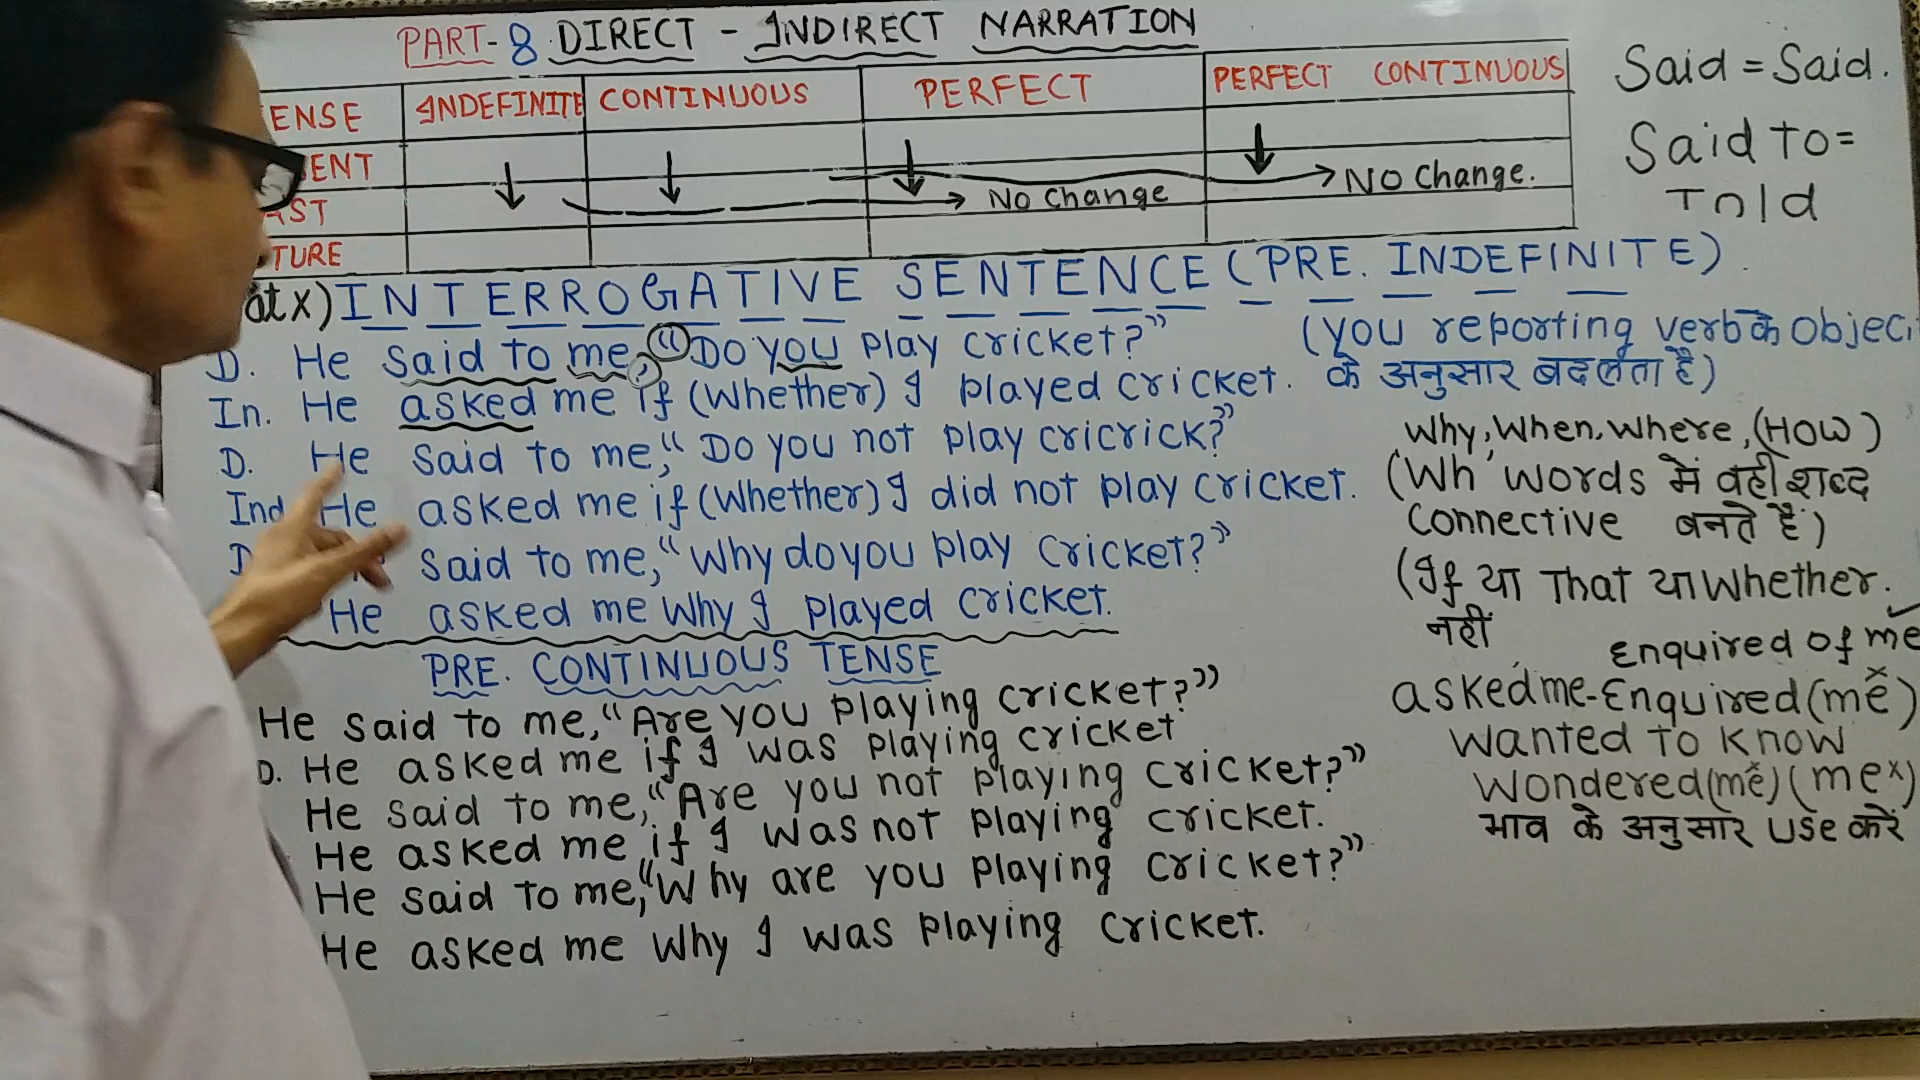 PART-8 DIRECT - INDIRECT NARRATION
ENSE INDEFINITE CONTINUOUS PERFECT PERFECT CONTINUOUS
ENT
AST No change No change.
TURE
Said = Said.
Said to=
Told
atx) INTERROGATIVE SENTENCE (PRE. INDEFINITE)
D. He said to me, "Do you play cricket?"
In. He asked me if (Whether) I played cricket.
D. He said to me, "Do you not play cricrick?"
Ind He asked me if (Whether) I did not play cricket.
D said to me, "Why do you play cricket?"
He asked me why I played cricket.
(you reporting verb के object
के अनुसार बदलता है)
Why, When, Where, (HOW)
(Wh' words में वही शब्द
Connective बनते हैं)
(If या That या Whether.
नहीं
Enquired of me
asked me - Enquired (me x)
Wanted to know
Wondered (me x) (me x)
भाव के अनुसार use करें
PRE. CONTINUOUS TENSE
He said to me, "Are you playing cricket?"
D. He asked me if I was playing cricket
He said to me, "Are you not playing cricket?"
He asked me if I was not playing cricket.
He said to me, "Why are you playing cricket?"
He asked me why I was playing cricket.